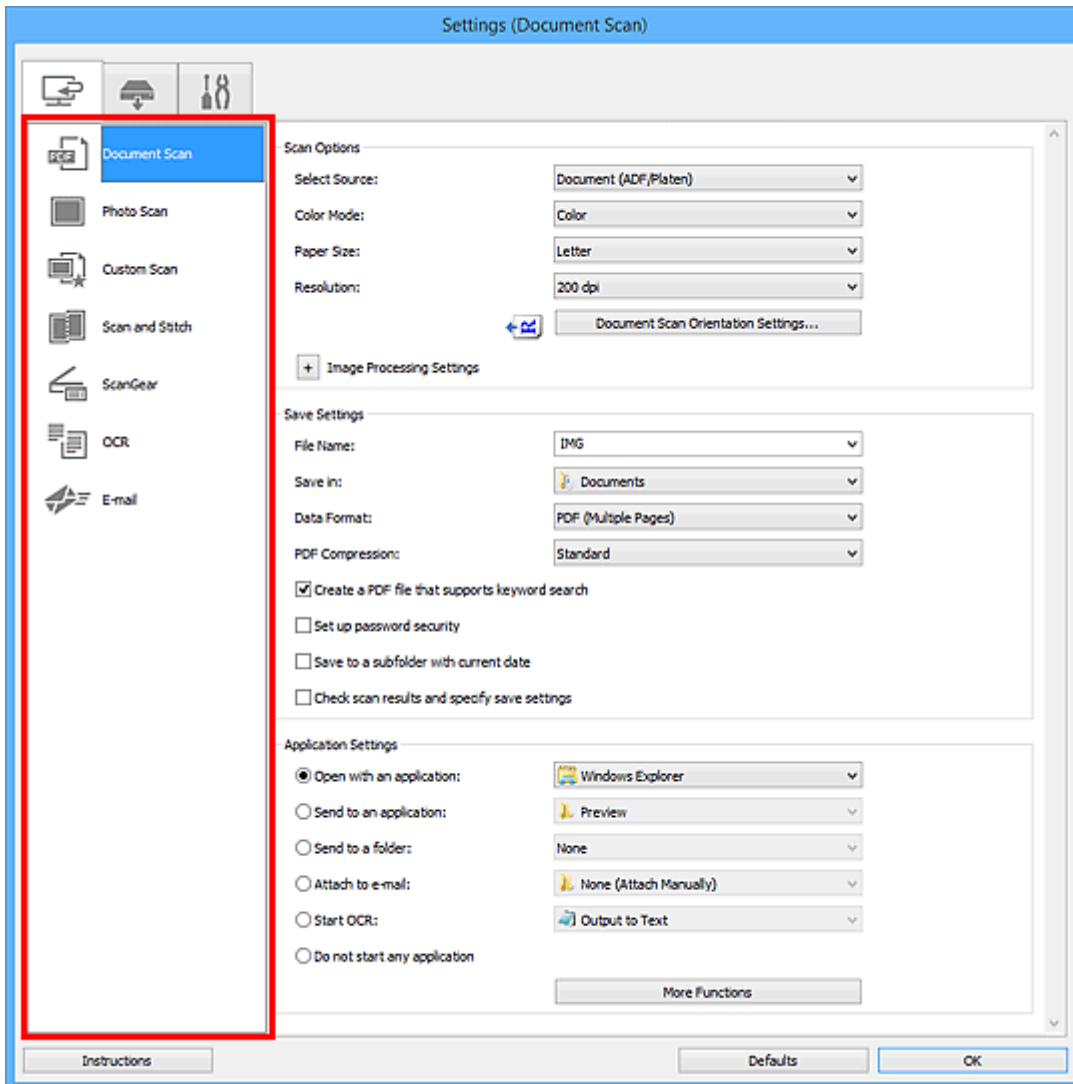 Settings (Document Scan)
Document Scan
Photo Scan
Custom Scan
Scan and Stitch
ScanGear
OCR
E-mail
Scan Options
Select Source: Document (ADF/Platen)
Color Mode: Color
Paper Size: Letter
Resolution: 200 dpi
R Document Scan Orientation Settings...
+ Image Processing Settings
Save Settings
File Name: IMG
Save in: Documents
Data Format: PDF (Multiple Pages)
PDF Compression: Standard
Create a PDF file that supports keyword search
Set up password security
Save to a subfolder with current date
Check scan results and specify save settings
Application Settings
Open with an application: Windows Explorer
Send to an application: Preview
Send to a folder: None
Attach to e-mail: None (Attach Manually)
Start OCR: Output to Text
Do not start any application
More Functions
Instructions Defaults OK